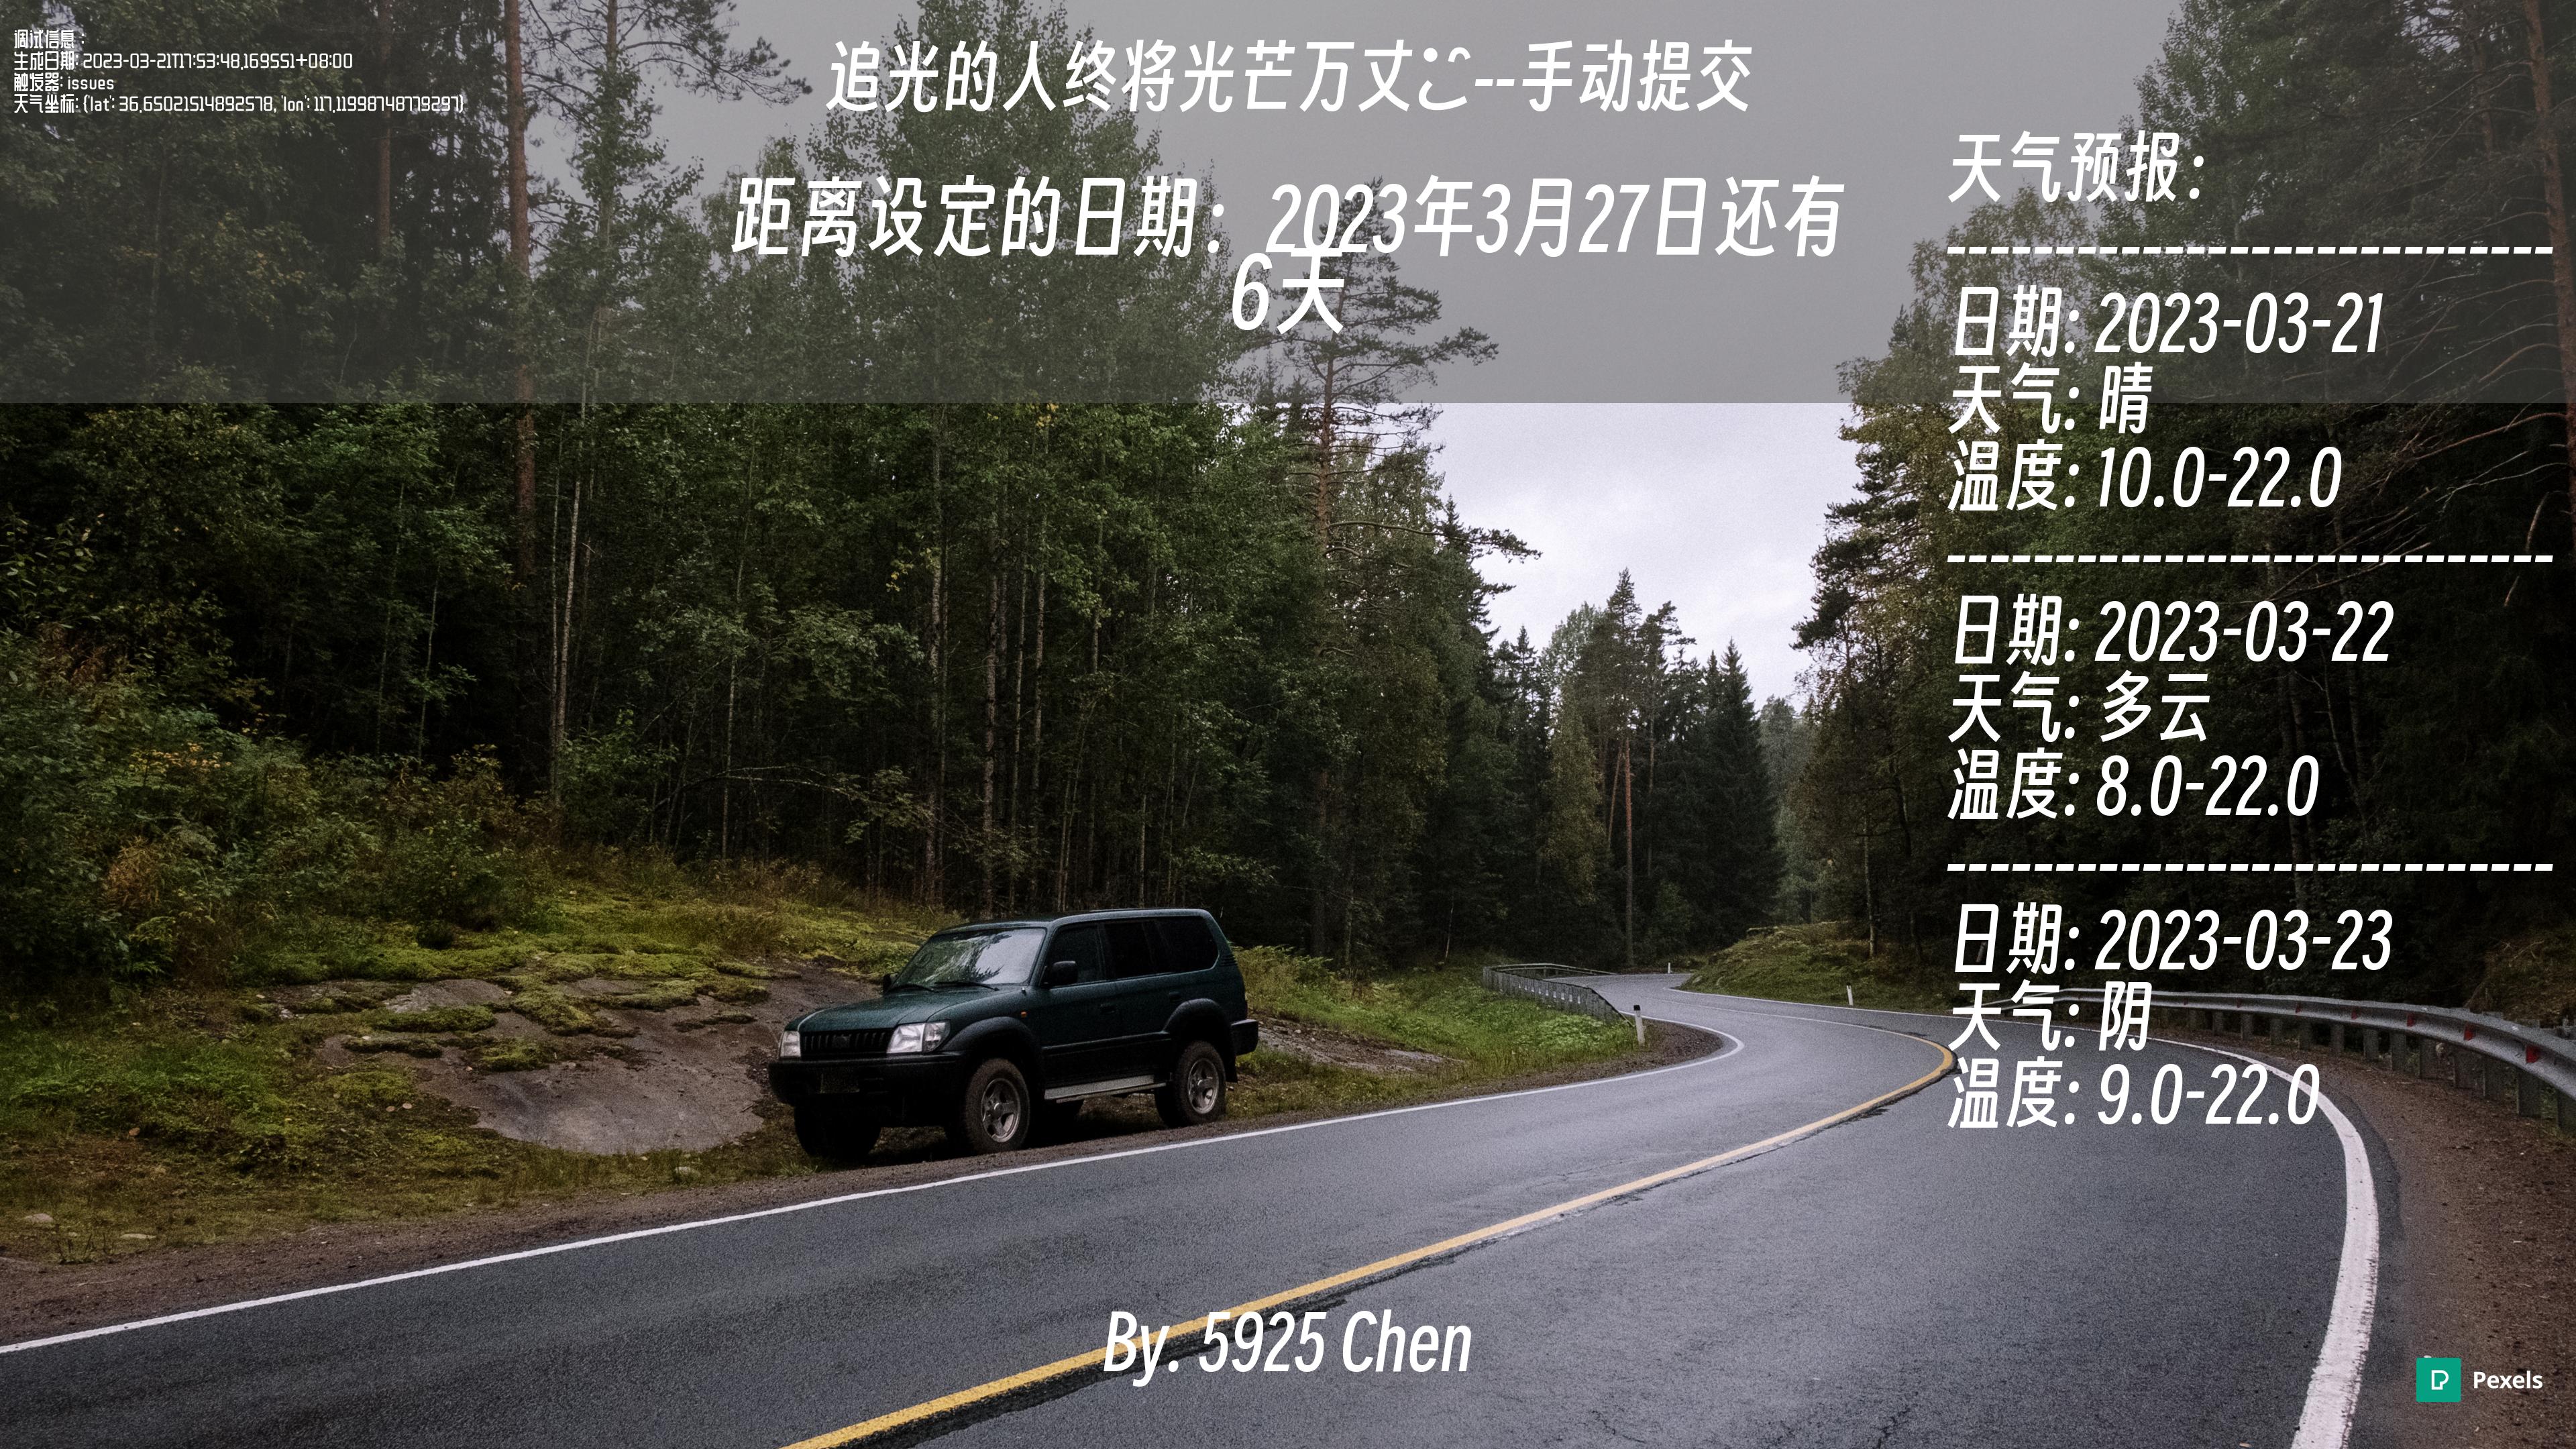 调试信息:
生成日期: 2023-03-21T17:53:48.169551+08:00
触发器: issues
天气坐标: {'lat': 36.65021514892578, 'lon': 117.11998748779297}
追光的人终将光芒万丈ت--手动提交
距离设定的日期：2023年3月27日还有
6天
天气预报:
----------------------------
日期: 2023-03-21
天气: 晴
温度: 10.0-22.0
----------------------------
日期: 2023-03-22
天气: 多云
温度: 8.0-22.0
----------------------------
日期: 2023-03-23
天气: 阴
温度: 9.0-22.0
By. 5925 Chen
Pexels